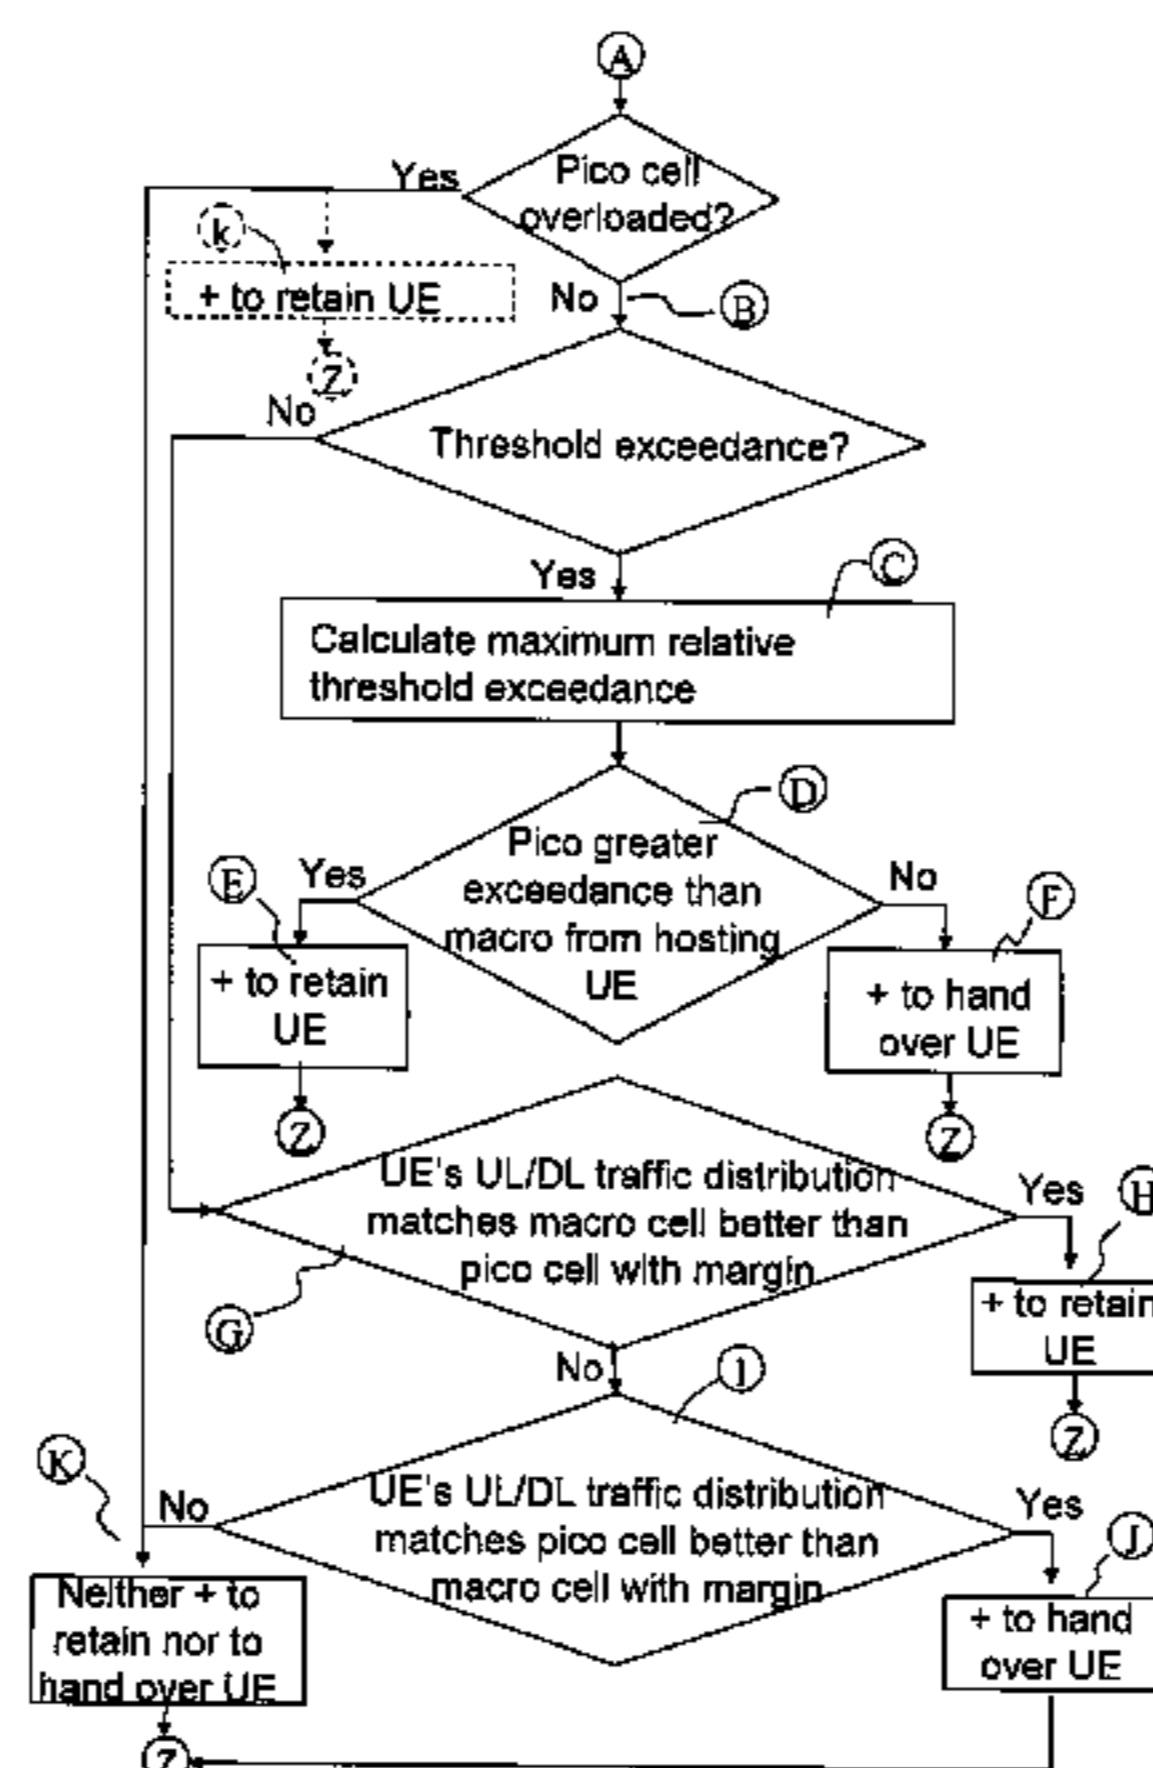 A
Yes
Pico cell
overloaded?
k
+ to retain UE
No
B
Z
No
Threshold exceedance?
Yes
C
Calculate maximum relative
threshold exceedance
D
Pico greater
exceedance than
macro from hosting
UE
E
Yes
No
F
+ to retain
UE
+ to hand
over UE
Z
Z
UE's UL/DL traffic distribution
matches macro cell better than
pico cell with margin
Yes
H
G
+ to retain
UE
No
I
Z
K
No
UE's UL/DL traffic distribution
matches pico cell better than
macro cell with margin
Yes
J
Neither + to
retain nor to
hand over UE
+ to hand
over UE
Z